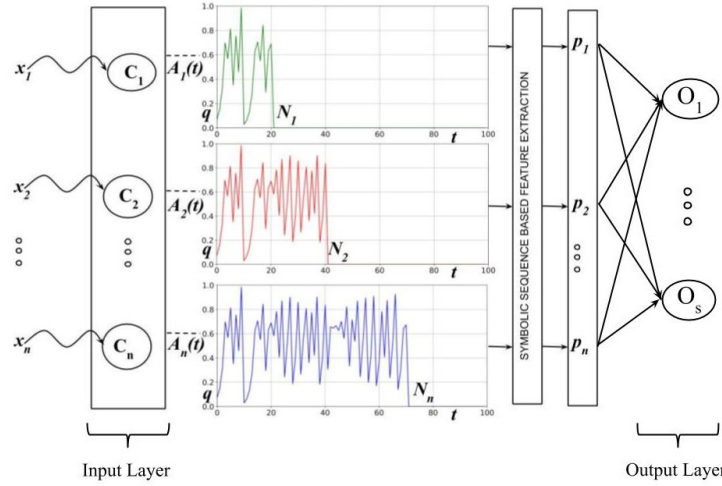 x1
C1
A1(t)
1.0
0.8
0.6
0.4
0.2
0.0
q
N1
0
20
40
60
80
100
t
x2
C2
A2(t)
1.0
0.8
0.6
0.4
0.2
0.0
q
N2
0
20
40
60
80
100
t
xn
Cn
An(t)
1.0
0.8
0.6
0.4
0.2
0.0
q
Nn
0
20
40
60
80
100
t
SYMBOLIC SEQUENCE BASED FEATURE EXTRACTION
p1
p2
pn
O1
Os
Input Layer
Output Layer